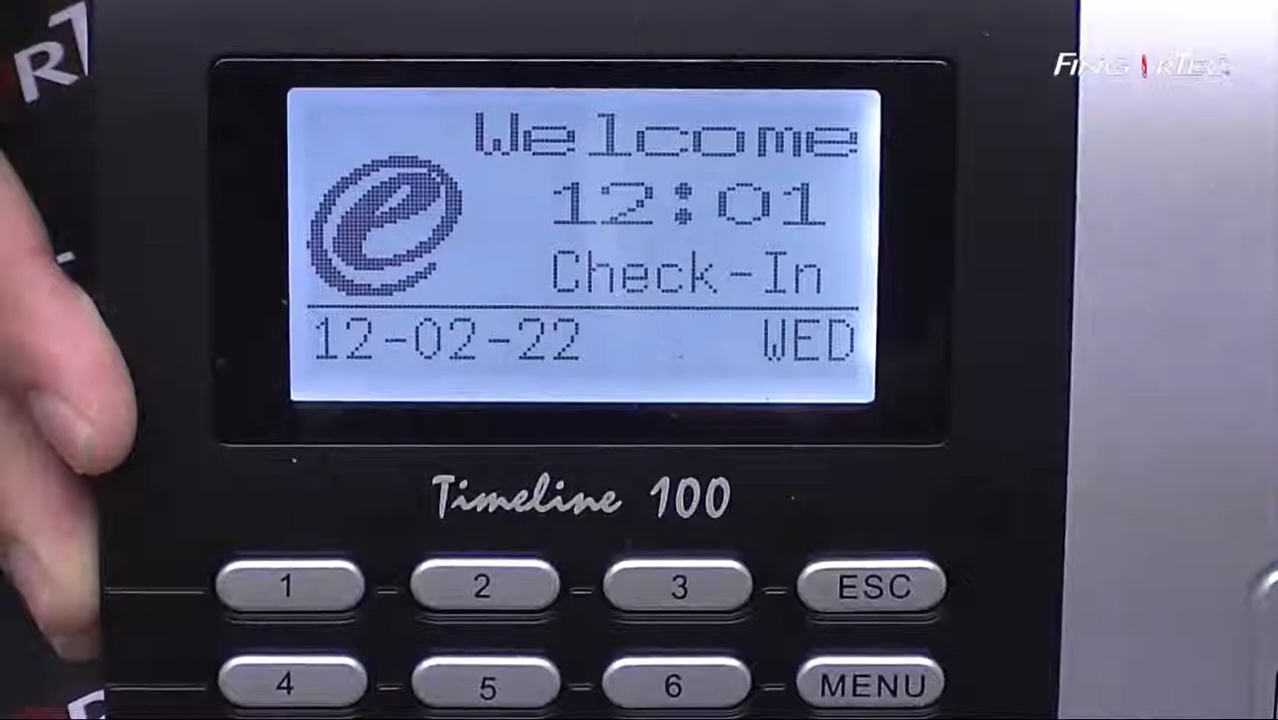 FINGERTEC
Welcome
12:01
Check-In
12-02-22 WED
Timeline 100
1 2 3 ESC
4 5 6 MENU